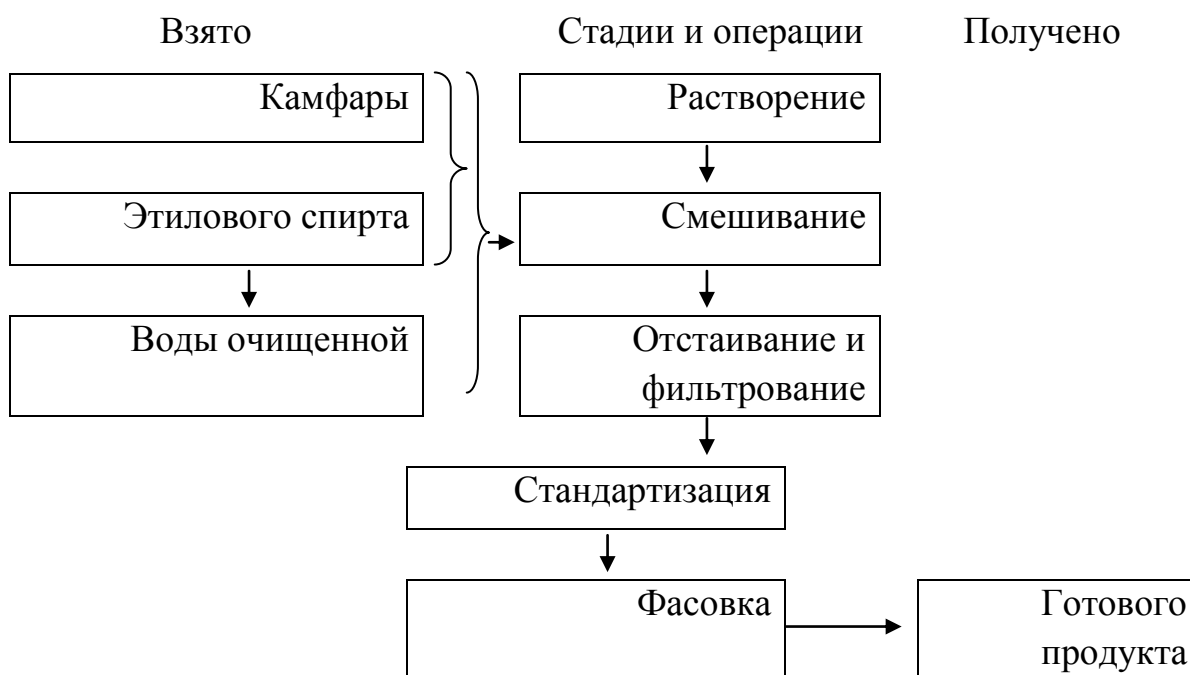 Взято Стадии и операции Получено
Камфары Растворение
Этилового спирта Смешивание
Воды очищенной Отстаивание и
фильтрование
Стандартизация
Фасовка Готового
продукта